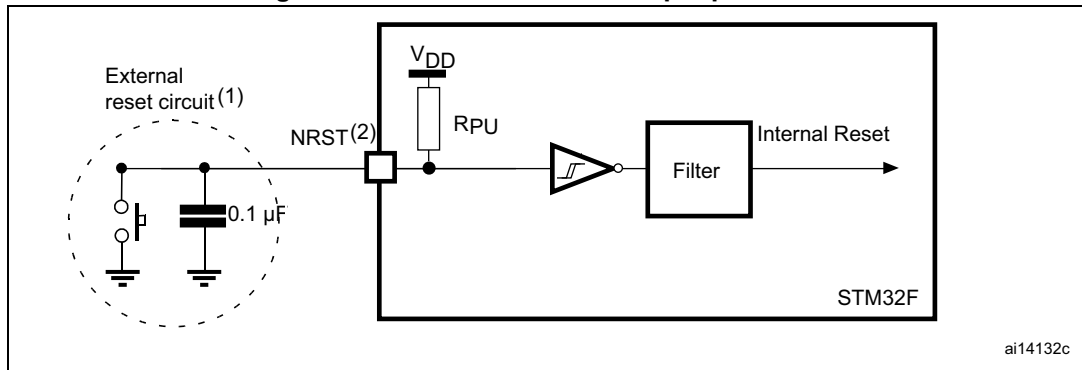 VDD
External
reset circuit(1)
NRST(2)
RPU
Internal Reset
Filter
0.1 µF
STM32F
ai14132c